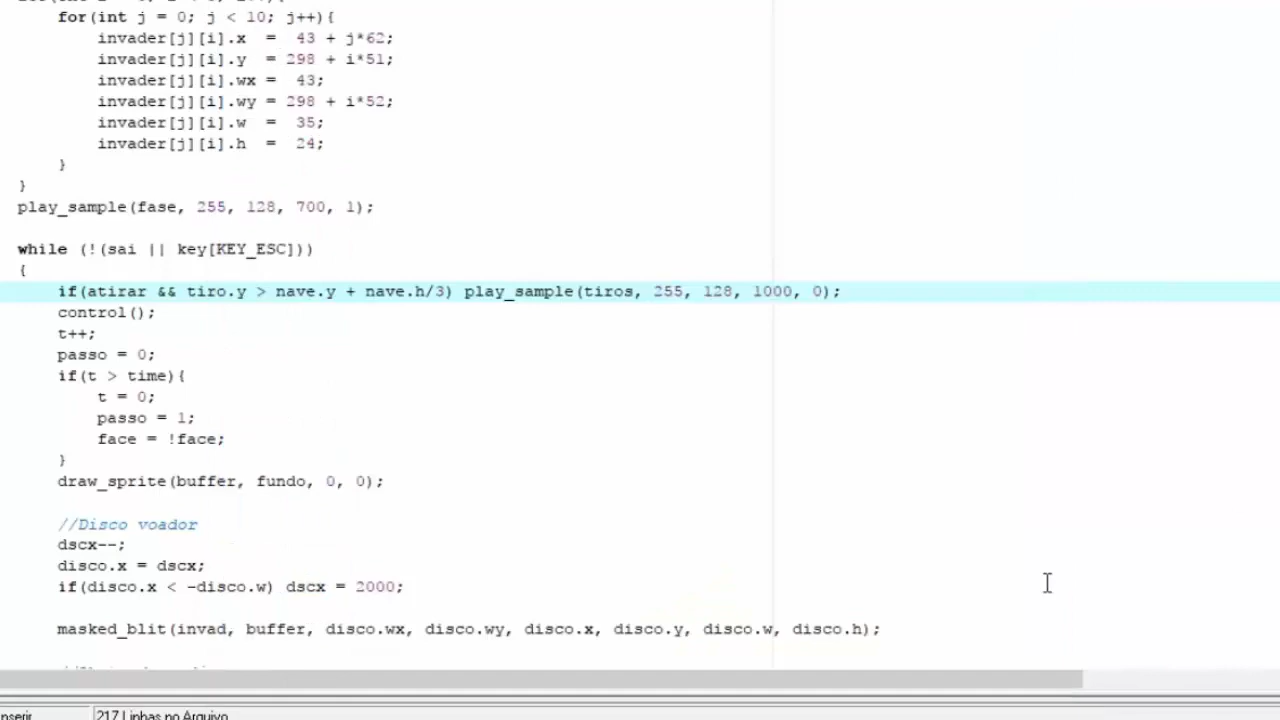 for(int j = 0; j < 10; j++){
invader[j][i].x  =  43 + j*62;
invader[j][i].y  = 298 + i*51;
invader[j][i].wx =  43;
invader[j][i].wy = 298 + i*52;
invader[j][i].w  =  35;
invader[j][i].h  =  24;
}
}
play_sample(fase, 255, 128, 700, 1);
while (!(sai || key[KEY_ESC]))
{
if(atirar && tiro.y > nave.y + nave.h/3) play_sample(tiros, 255, 128, 1000, 0);
control();
t++;
passo = 0;
if(t > time){
t = 0;
passo = 1;
face = !face;
}
draw_sprite(buffer, fundo, 0, 0);
//Disco voador
dscx--;
disco.x = dscx;
if(disco.x < -disco.w) dscx = 2000;
masked_blit(invad, buffer, disco.wx, disco.wy, disco.x, disco.y, disco.w, disco.h);
nserir 217 Linhas no Arquivo